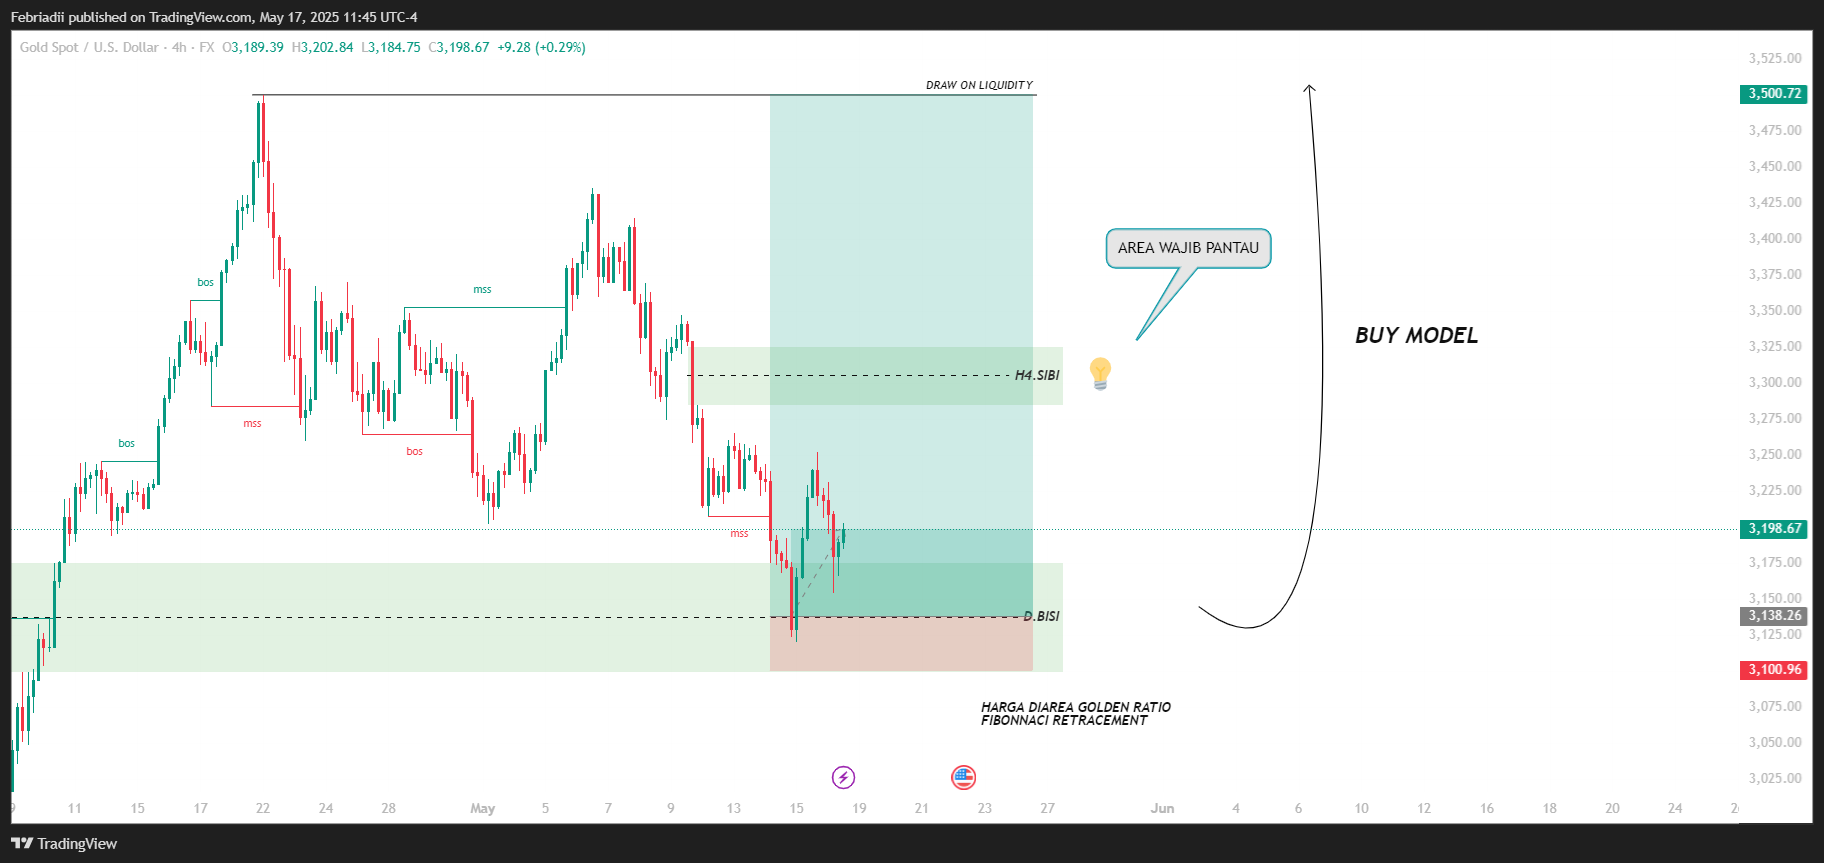 Febriadii published on TradingView.com, May 17, 2025 11:45 UTC-4
Gold Spot / U.S. Dollar · 4h · FX O3,189.39 H3,202.84 L3,184.75 C3,198.67 +9.28 (+0.29%)
DRAW ON LIQUIDITY
3,525.00
3,500.72
3,475.00
3,450.00
3,425.00
3,400.00
3,375.00
3,350.00
3,325.00
3,300.00
3,275.00
3,250.00
3,225.00
3,198.67
3,175.00
3,150.00
3,138.26
3,125.00
3,100.96
3,075.00
3,050.00
3,025.00
AREA WAJIB PANTAU
bos
mss
BUY MODEL
H4.SIBI
mss
bos
bos
mss
D.BISI
HARGA DIAREA GOLDEN RATIO
FIBONNACI RETRACEMENT
11 15 17 22 24 28 May 5 7 9 13 15 19 21 23 27 Jun 4 6 10 12 16 18 20 24
TradingView